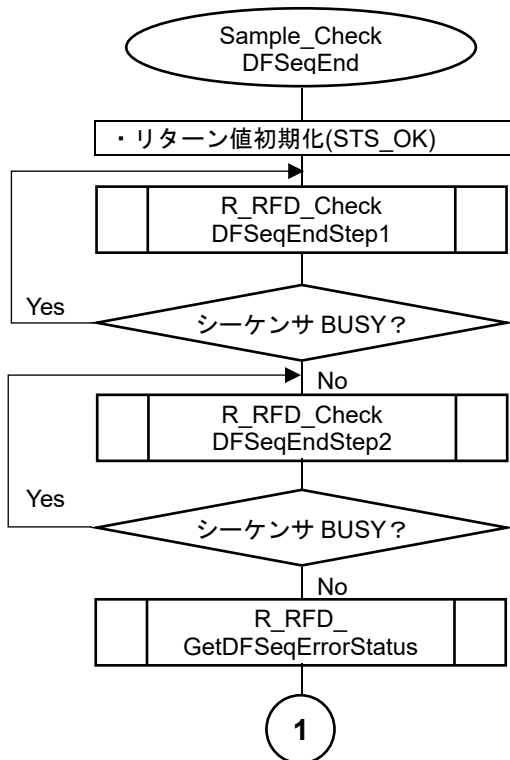 Sample_Check
DFSeqEnd
・リターン値初期化(STS_OK)
R_RFD_Check
DFSeqEndStep1
Yes
シーケンサ BUSY？
No
R_RFD_Check
DFSeqEndStep2
Yes
シーケンサ BUSY？
No
R_RFD_
GetDFSeqErrorStatus
1